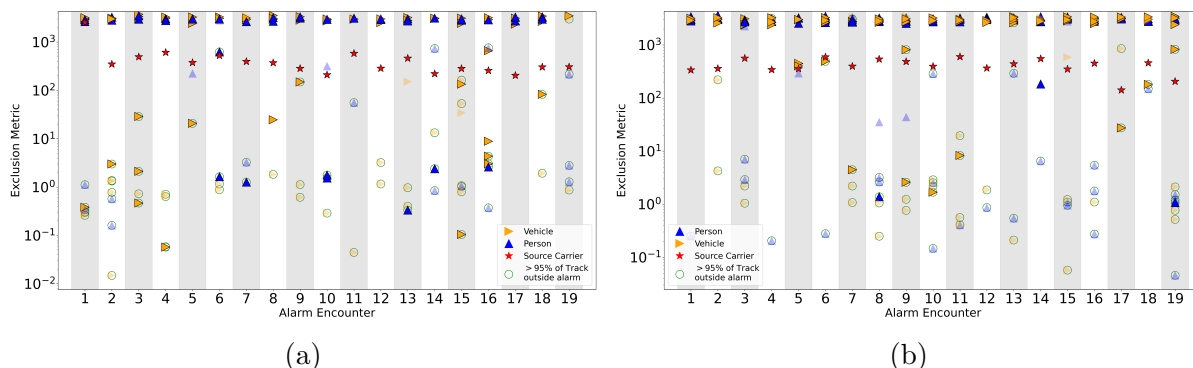 Exclusion Metric
10³
10²
10¹
10⁰
10⁻¹
10⁻²
Vehicle
Person
Source Carrier
> 95% of Track
outside alarm
1 2 3 4 5 6 7 8 9 10 11 12 13 14 15 16 17 18 19
Alarm Encounter
(a)
Exclusion Metric
10³
10²
10¹
10⁰
10⁻¹
Person
Vehicle
Source Carrier
> 95% of Track
outside alarm
1 2 3 4 5 6 7 8 9 10 11 12 13 14 15 16 17 18 19
Alarm Encounter
(b)